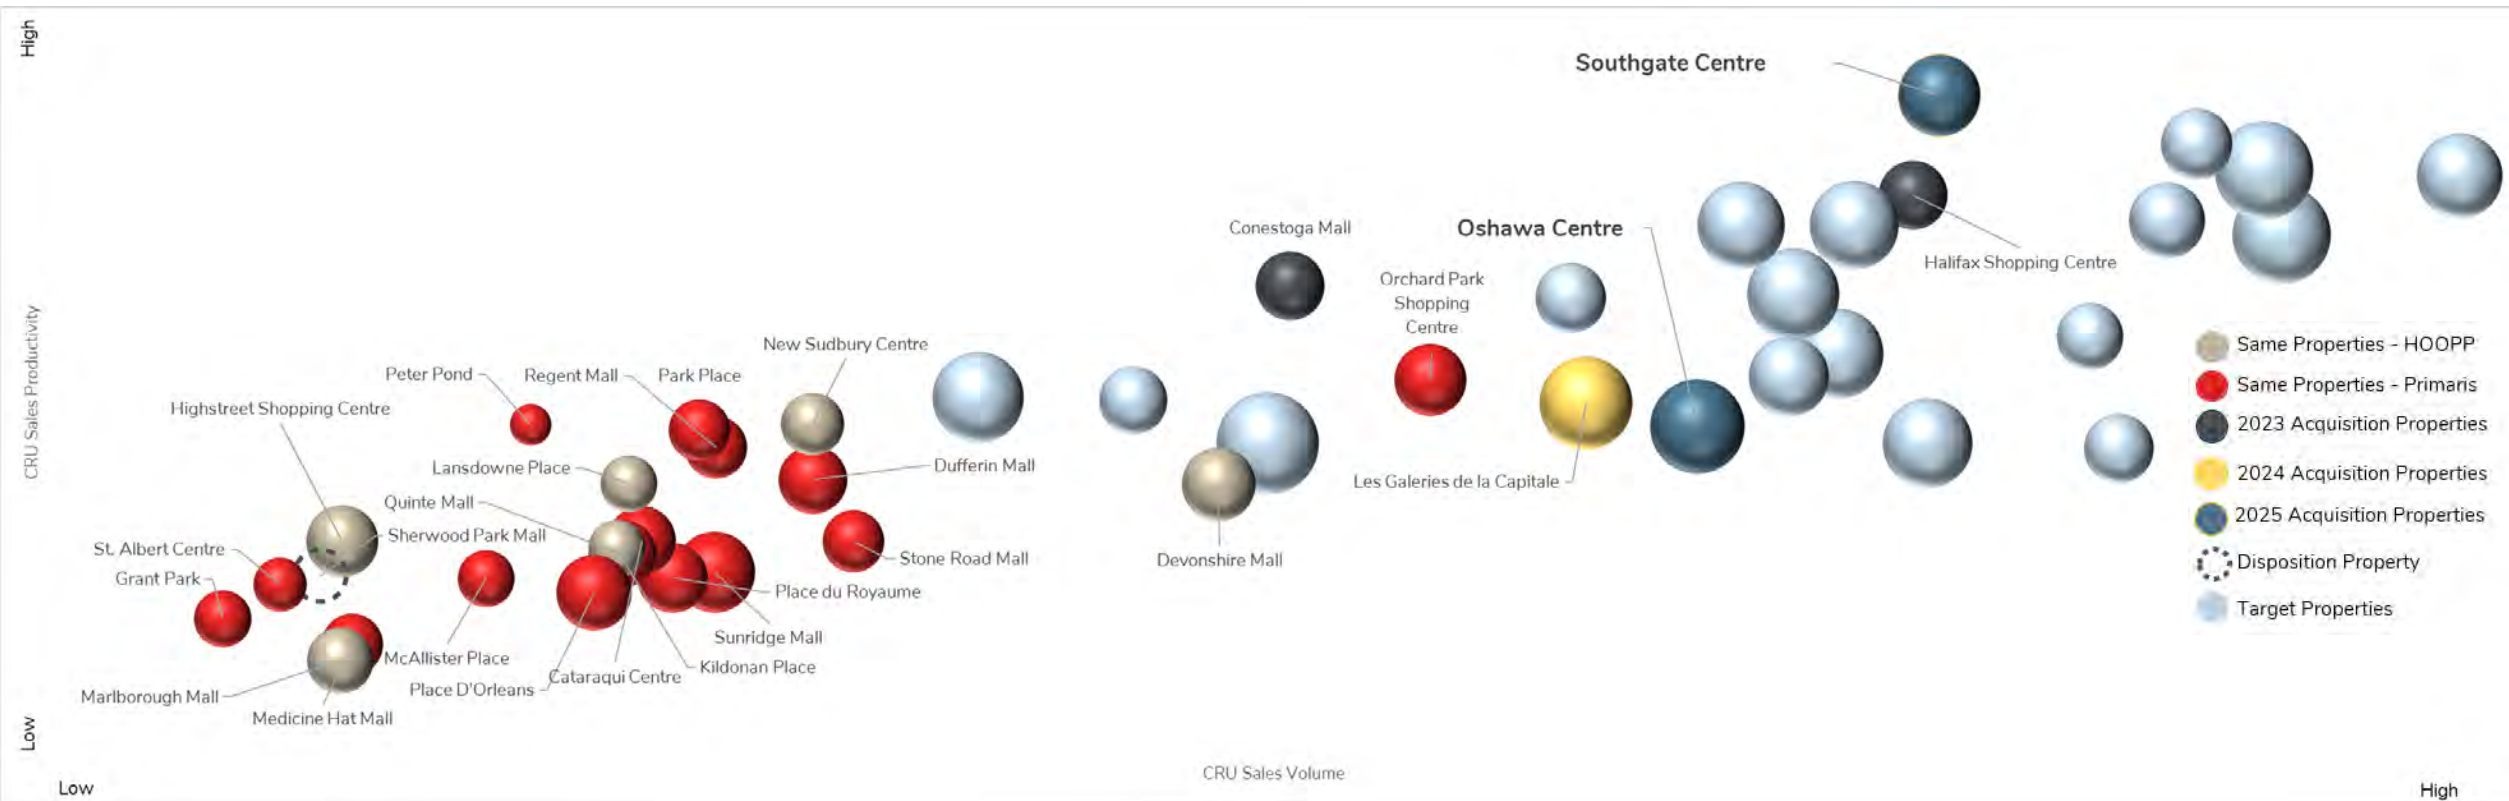 High
Southgate Centre
Conestoga Mall
Oshawa Centre
Halifax Shopping Centre
Orchard Park
Shopping
Centre
CRU Sales Productivity
New Sudbury Centre
Peter Pond
Regent Mall
Park Place
Highstreet Shopping Centre
Lansdowne Place
Dufferin Mall
Les Galeries de la Capitale
Quinte Mall
Sherwood Park Mall
St. Albert Centre
Stone Road Mall
Devonshire Mall
Grant Park
Place du Royaume
Sunridge Mall
McAllister Place
Kildonan Place
Cataraqui Centre
Place D'Orleans
Marlborough Mall
Medicine Hat Mall
Same Properties - HOOPP
Same Properties - Primaris
2023 Acquisition Properties
2024 Acquisition Properties
2025 Acquisition Properties
Disposition Property
Target Properties
Low
CRU Sales Volume
Low
High